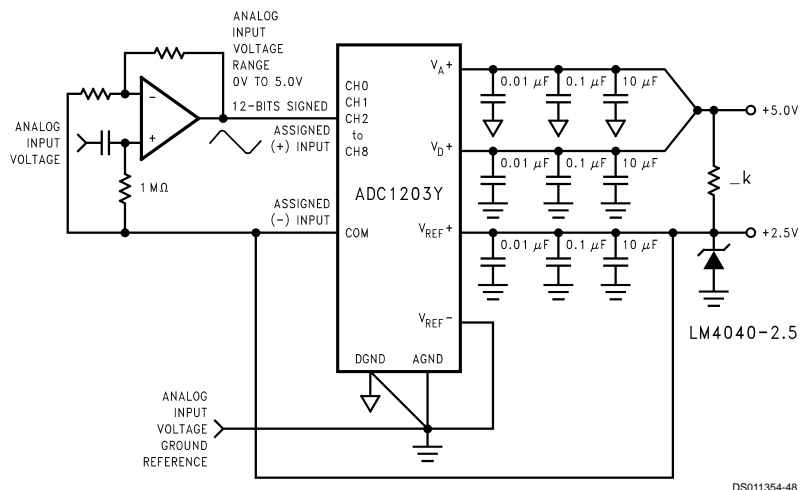 ANALOG
INPUT
VOLTAGE
RANGE
0V TO 5.0V
12-BITS SIGNED
ASSIGNED
(+) INPUT
ANALOG
INPUT
VOLTAGE
-
+
1 MΩ
ASSIGNED
(-) INPUT
CH0
CH1
CH2
to
CH8
ADC1203Y
COM
VA+
VD+
VREF+
VREF-
DGND
AGND
0.01 μF
0.1 μF
10 μF
0.01 μF
0.1 μF
10 μF
0.01 μF
0.1 μF
10 μF
+5.0V
_k
+2.5V
LM4040-2.5
ANALOG
INPUT
VOLTAGE
GROUND
REFERENCE
DS011354-48